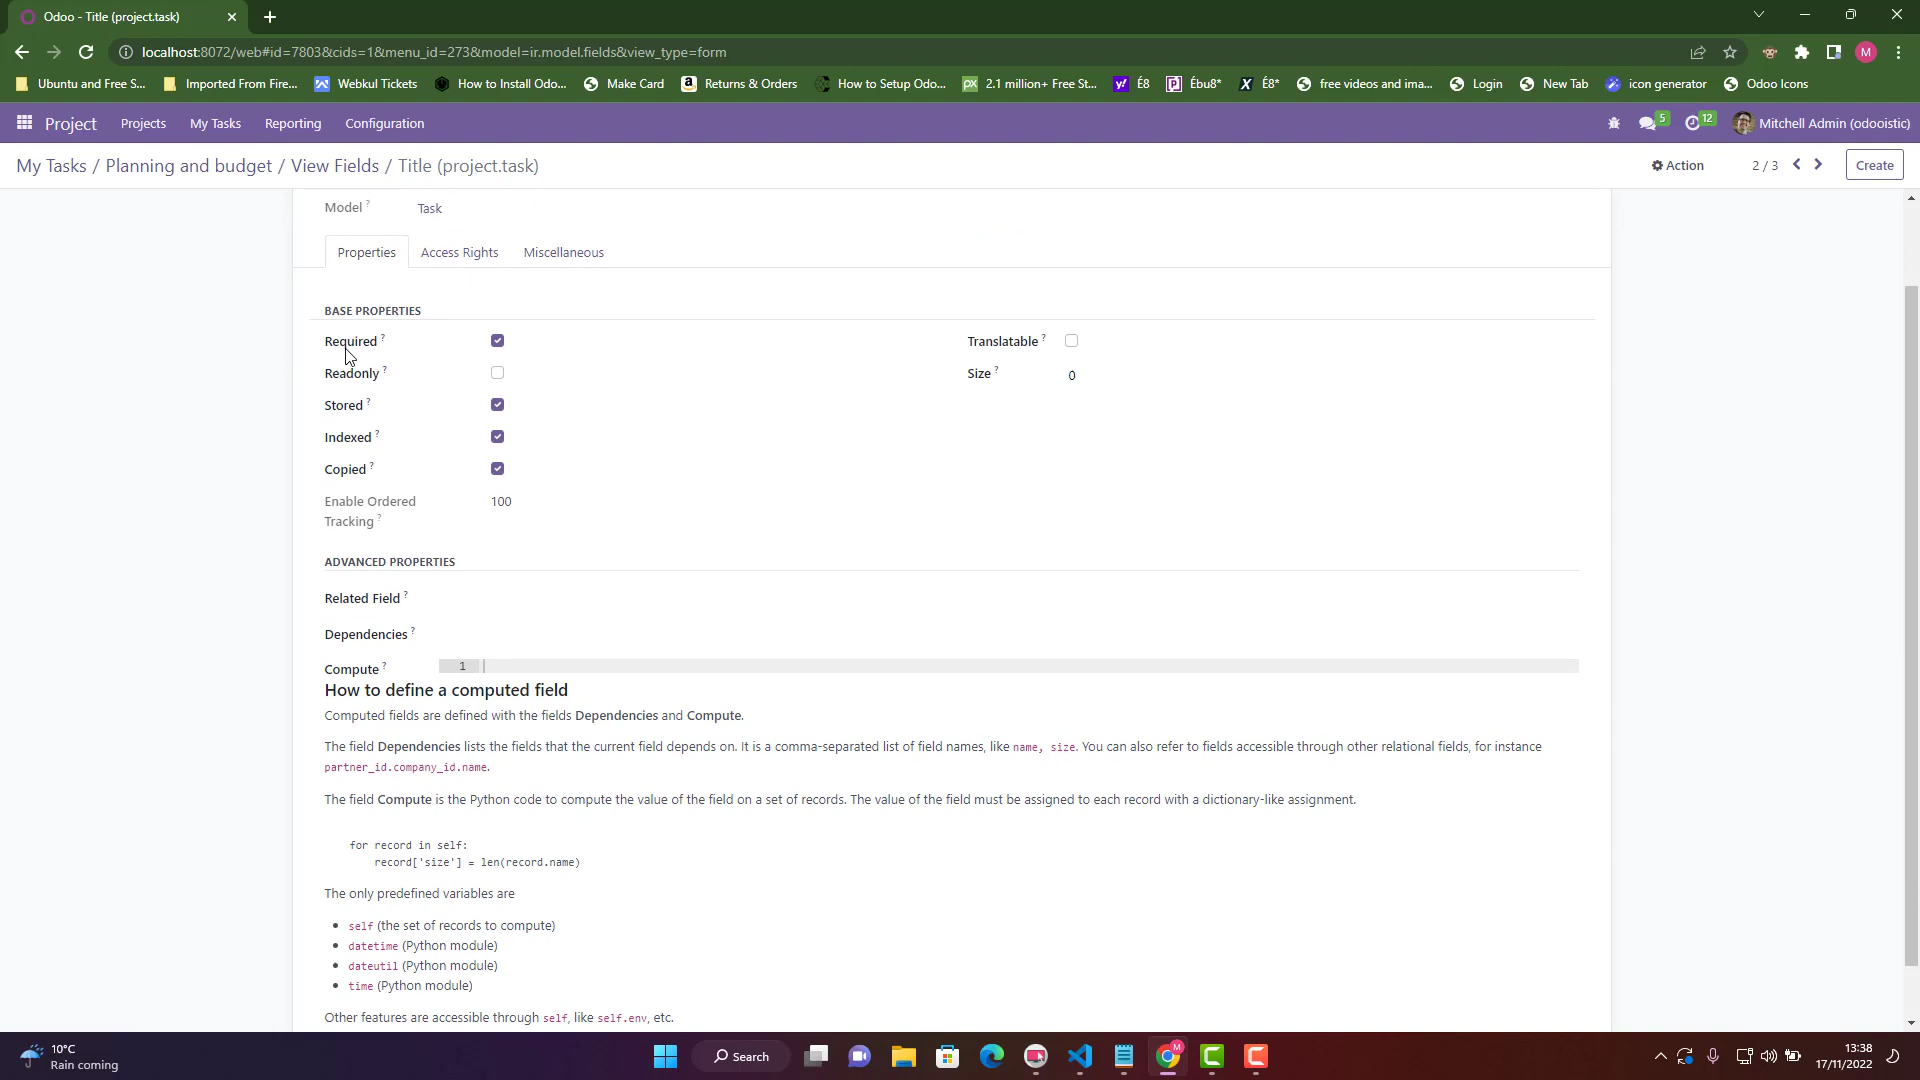 Odoo - Title (project.task)
localhost:8072/web#id=7803&cids=1&menu_id=273&model=ir.model.fields&view_type=form
M
Ubuntu and Free S...
Imported From Fire...
Webkul Tickets
How to Install Odo...
Make Card
Returns & Orders
How to Setup Odo...
2.1 million+ Free St...
É8
Ébu8*
É8*
free videos and ima...
Login
New Tab
icon generator
Odoo Icons
Project
Projects
My Tasks
Reporting
Configuration
5
12
Mitchell Admin (odooistic)
My Tasks / Planning and budget / View Fields / Title (project.task)
Action
2 / 3
Create
Model ?
Task
Properties
Access Rights
Miscellaneous
BASE PROPERTIES
Required ?
Translatable ?
Readonly ?
Size ?
0
Stored ?
Indexed ?
Copied ?
Enable Ordered
Tracking ?
100
ADVANCED PROPERTIES
Related Field ?
Dependencies ?
Compute ?
1
How to define a computed field
Computed fields are defined with the fields Dependencies and Compute.
The field Dependencies lists the fields that the current field depends on. It is a comma-separated list of field names, like name, size. You can also refer to fields accessible through other relational fields, for instance
partner_id.company_id.name.
The field Compute is the Python code to compute the value of the field on a set of records. The value of the field must be assigned to each record with a dictionary-like assignment.
for record in self:
record['size'] = len(record.name)
The only predefined variables are
self (the set of records to compute)
datetime (Python module)
dateutil (Python module)
time (Python module)
Other features are accessible through self, like self.env, etc.
10°C
Rain coming
Search
M
13:38
17/11/2022